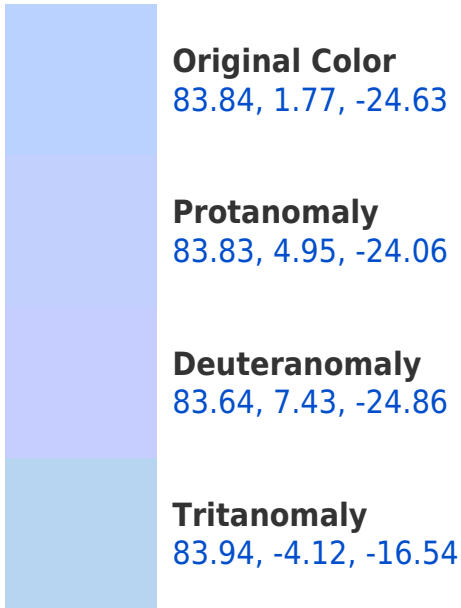 Original Color
83.84, 1.77, -24.63
Protanomaly
83.83, 4.95, -24.06
Deuteranomaly
83.64, 7.43, -24.86
Tritanomaly
83.94, -4.12, -16.54